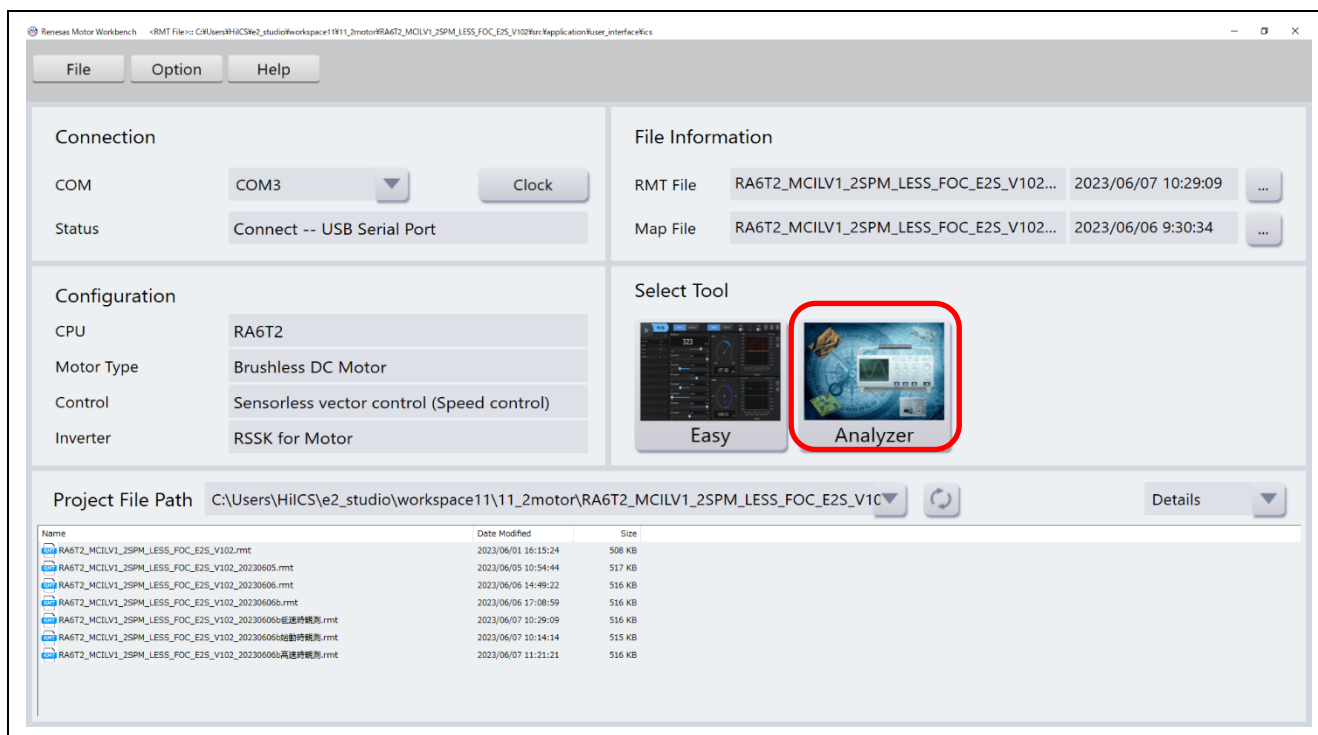 Renesas Motor Workbench <RMT File>:: C:¥Users¥HiICS¥e2_studio¥workspace11¥11_2motor¥RA6T2_MCILV1_2SPM_LESS_FOC_E2S_V102¥src¥application¥user_interface¥ics
File Option Help
Connection
COM COM3 Clock
Status Connect -- USB Serial Port
File Information
RMT File RA6T2_MCILV1_2SPM_LESS_FOC_E2S_V102... 2023/06/07 10:29:09 ...
Map File RA6T2_MCILV1_2SPM_LESS_FOC_E2S_V102... 2023/06/06 9:30:34 ...
Configuration
CPU RA6T2
Motor Type Brushless DC Motor
Control Sensorless vector control (Speed control)
Inverter RSSK for Motor
Select Tool
323
Easy Analyzer
Project File Path C:\Users\HiICS\e2_studio\workspace11\11_2motor\RA6T2_MCILV1_2SPM_LESS_FOC_E2S_V10 Details
Name Date Modified Size
RA6T2_MCILV1_2SPM_LESS_FOC_E2S_V102.rmt 2023/06/01 16:15:24 508 KB
RA6T2_MCILV1_2SPM_LESS_FOC_E2S_V102_20230605.rmt 2023/06/05 10:54:44 517 KB
RA6T2_MCILV1_2SPM_LESS_FOC_E2S_V102_20230606.rmt 2023/06/06 14:49:22 516 KB
RA6T2_MCILV1_2SPM_LESS_FOC_E2S_V102_20230606b.rmt 2023/06/06 17:08:59 516 KB
RA6T2_MCILV1_2SPM_LESS_FOC_E2S_V102_20230606b低速時観測.rmt 2023/06/07 10:29:09 516 KB
RA6T2_MCILV1_2SPM_LESS_FOC_E2S_V102_20230606b始動時観測.rmt 2023/06/07 10:14:14 515 KB
RA6T2_MCILV1_2SPM_LESS_FOC_E2S_V102_20230606b高速時観測.rmt 2023/06/07 11:21:21 516 KB